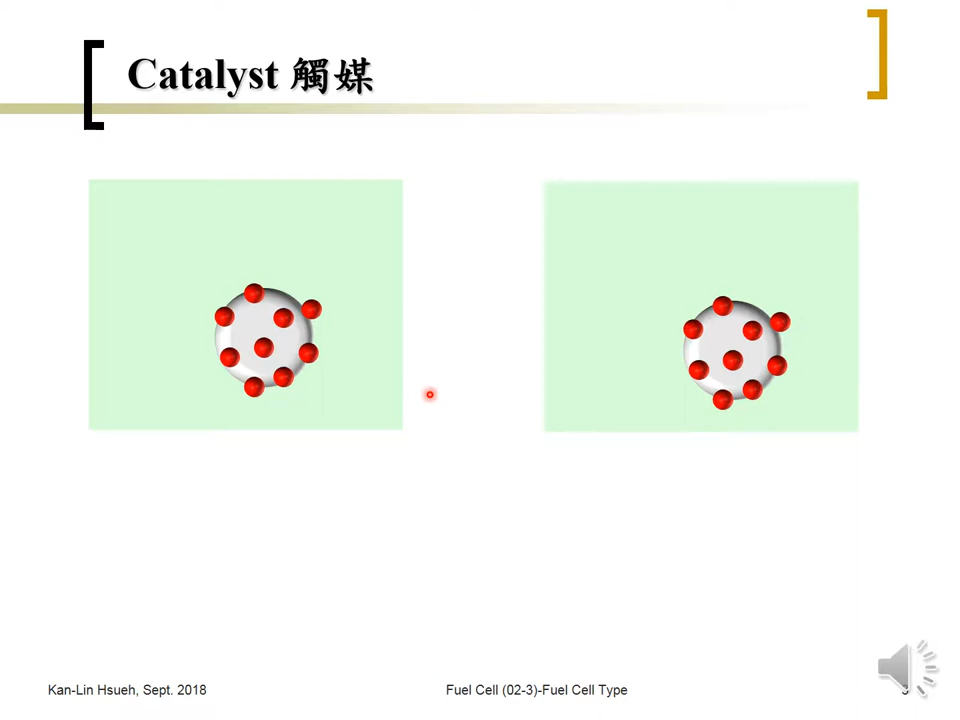 Catalyst 觸媒
Kan-Lin Hsueh, Sept. 2018
Fuel Cell (02-3)-Fuel Cell Type